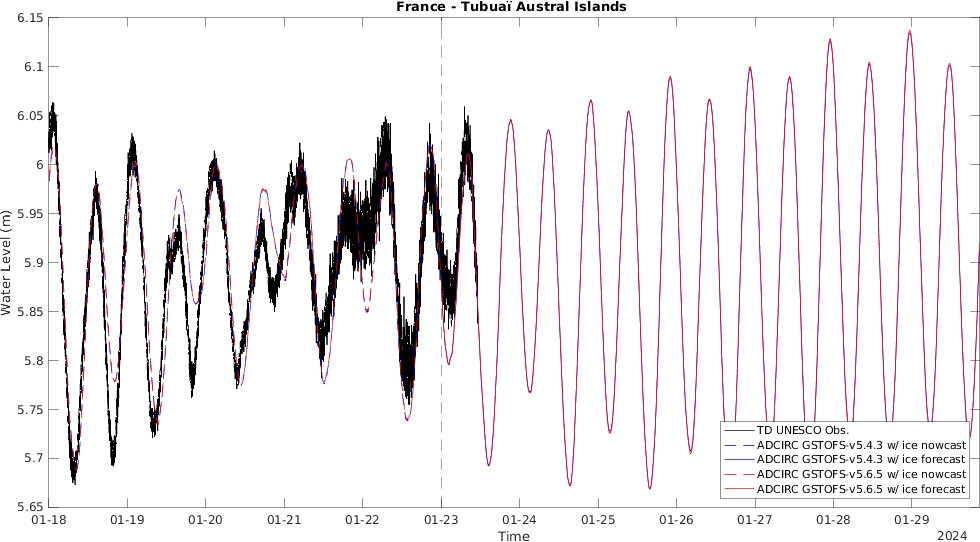 France - Tubuaï Austral Islands
Water Level (m)
6.15
6.1
6.05
6
5.95
5.9
5.85
5.8
5.75
5.7
5.65
TD UNESCO Obs.
ADCIRC GSTOFS-v5.4.3 w/ ice nowcast
ADCIRC GSTOFS-v5.4.3 w/ ice forecast
ADCIRC GSTOFS-v5.6.5 w/ ice nowcast
ADCIRC GSTOFS-v5.6.5 w/ ice forecast
01-18 01-19 01-20 01-21 01-22 01-23 01-24 01-25 01-26 01-27 01-28 01-29
Time
2024